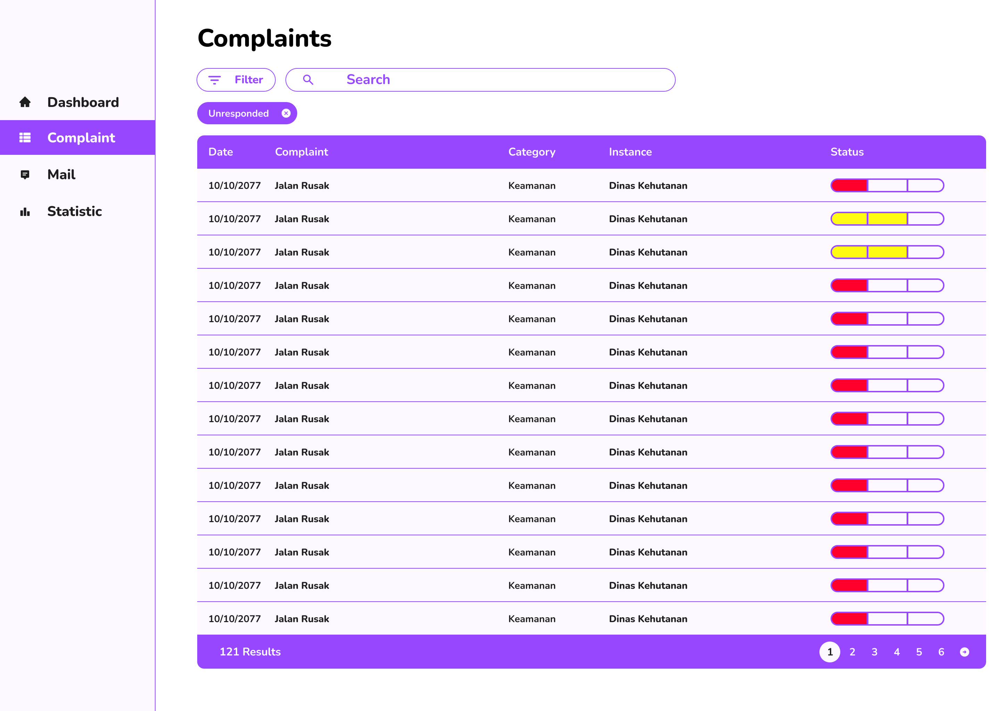 Complaints
Filter
Search
Unresponded
Dashboard
Complaint
Mail
Statistic
Date Complaint Category Instance Status
10/10/2077 Jalan Rusak Keamanan Dinas Kehutanan
10/10/2077 Jalan Rusak Keamanan Dinas Kehutanan
10/10/2077 Jalan Rusak Keamanan Dinas Kehutanan
10/10/2077 Jalan Rusak Keamanan Dinas Kehutanan
10/10/2077 Jalan Rusak Keamanan Dinas Kehutanan
10/10/2077 Jalan Rusak Keamanan Dinas Kehutanan
10/10/2077 Jalan Rusak Keamanan Dinas Kehutanan
10/10/2077 Jalan Rusak Keamanan Dinas Kehutanan
10/10/2077 Jalan Rusak Keamanan Dinas Kehutanan
10/10/2077 Jalan Rusak Keamanan Dinas Kehutanan
10/10/2077 Jalan Rusak Keamanan Dinas Kehutanan
10/10/2077 Jalan Rusak Keamanan Dinas Kehutanan
10/10/2077 Jalan Rusak Keamanan Dinas Kehutanan
10/10/2077 Jalan Rusak Keamanan Dinas Kehutanan
121 Results 1 2 3 4 5 6